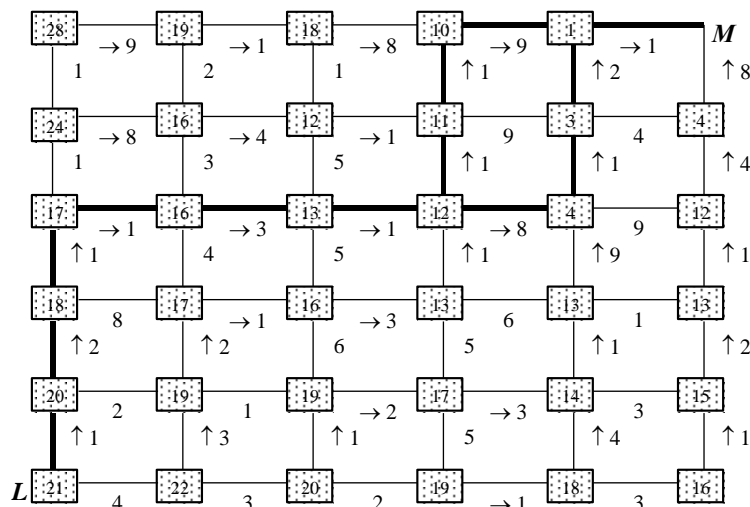 28 19 18 10 1
→ 9 → 1 → 8 → 9 → 1 M
1 2 1 ↑ 1 ↑ 2 ↑ 8
24 16 12 11 3 4
→ 8 → 4 → 1 9 4
1 3 5 ↑ 1 ↑ 1 ↑ 4
17 16 13 12 4 12
→ 1 → 3 → 1 → 8 9
↑ 1 4 5 ↑ 1 ↑ 9 ↑ 1
18 17 16 13 13 13
8 → 1 → 3 6 1
↑ 2 ↑ 2 6 5 ↑ 1 ↑ 2
20 19 19 17 14 15
2 1 → 2 → 3 3
↑ 1 ↑ 3 ↑ 1 5 ↑ 4 ↑ 1
L 21 22 20 19 18 16
4 3 2 → 1 3